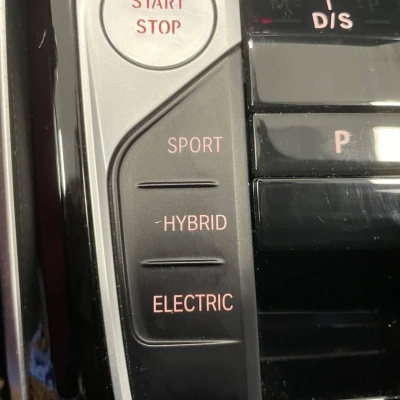 START
STOP
D/S
SPORT
P
HYBRID
ELECTRIC